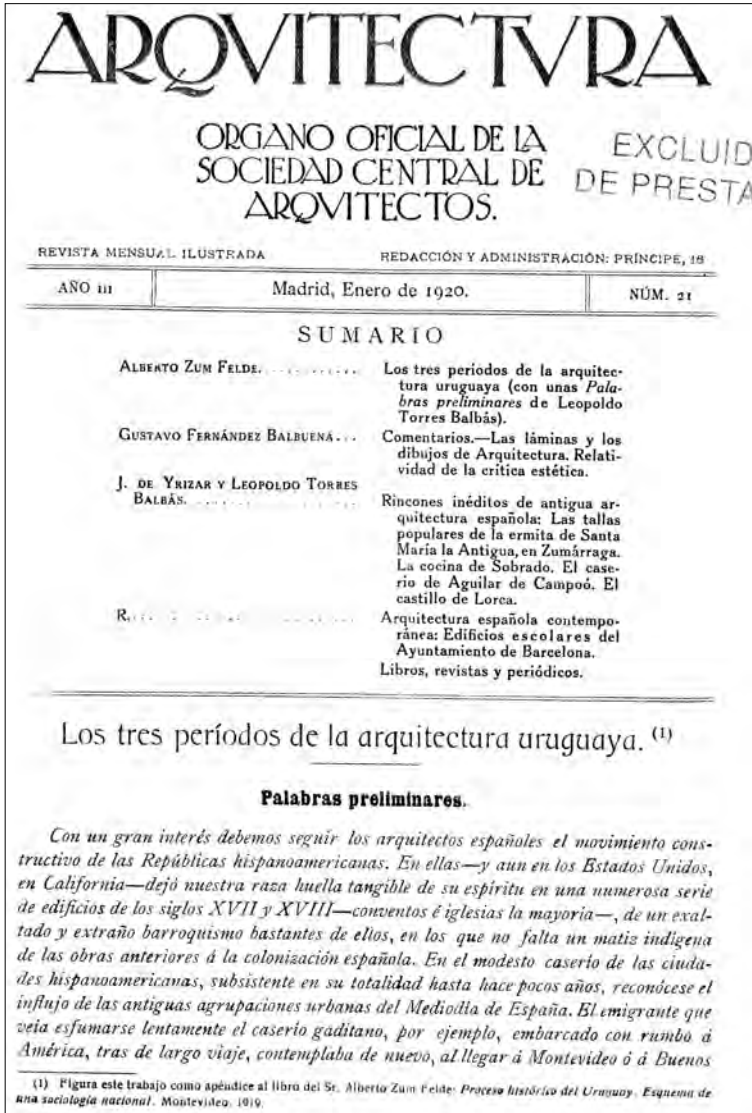 ARQVITECTVRA
ORGANO OFICIAL DE LA
SOCIEDAD CENTRAL DE
ARQVITECTOS.
EXCLUID
DE PRESTA
REVISTA MENSUAL ILUSTRADA
REDACCIÓN Y ADMINISTRACIÓN: PRÍNCIPE, 16
AÑO III
Madrid, Enero de 1920.
NÚM. 21
SUMARIO
ALBERTO ZUM FELDE. . . . . . . . . . . . Los tres períodos de la arquitec-
tura uruguaya (con unas Pala-
bras preliminares de Leopoldo
Torres Balbás).
GUSTAVO FERNÁNDEZ BALBUENA. . . Comentarios.—Las láminas y los
dibujos de Arquitectura. Relati-
vidad de la crítica estética.
J. DE YRIZAR Y LEOPOLDO TORRES
BALBÁS. . . . . . . . . . . . . . . . . Rincones inéditos de antigua ar-
quitectura española: Las tallas
populares de la ermita de Santa
María la Antigua, en Zumárraga.
La cocina de Sobrado. El case-
rio de Aguilar de Campoó. El
castillo de Lorca.
R. . . . . . . . . . . . . . . . . . . . . Arquitectura española contempo-
ránea: Edificios escolares del
Ayuntamiento de Barcelona.
Libros, revistas y periódicos.
Los tres períodos de la arquitectura uruguaya. (1)
Palabras preliminares.
Con un gran interés debemos seguir los arquitectos españoles el movimiento cons-
tructivo de las Repúblicas hispanoamericanas. En ellas—y aun en los Estados Unidos,
en California—dejó nuestra raza huella tangible de su espíritu en una numerosa serie
de edificios de los siglos XVII y XVIII—conventos é iglesias la mayoría—, de un exal-
tado y extraño barroquismo bastantes de ellos, en los que no falta un matiz indígena
de las obras anteriores á la colonización española. En el modesto caserío de las ciuda-
des hispanoamericanas, subsistente en su totalidad hasta hace pocos años, reconócese el
influjo de las antiguas agrupaciones urbanas del Mediodía de España. El emigrante que
veía esfumarse lentamente el caserío gaditano, por ejemplo, embarcado con rumbo á
América, tras de largo viaje, contemplaba de nuevo, al llegar á Montevideo ó á Buenos
(1) Figura este trabajo como apéndice al libro del Sr. Alberto Zum Felde: Proceso histórico del Uruguay. Esquema de
una sociología nacional. Montevideo, 1919.